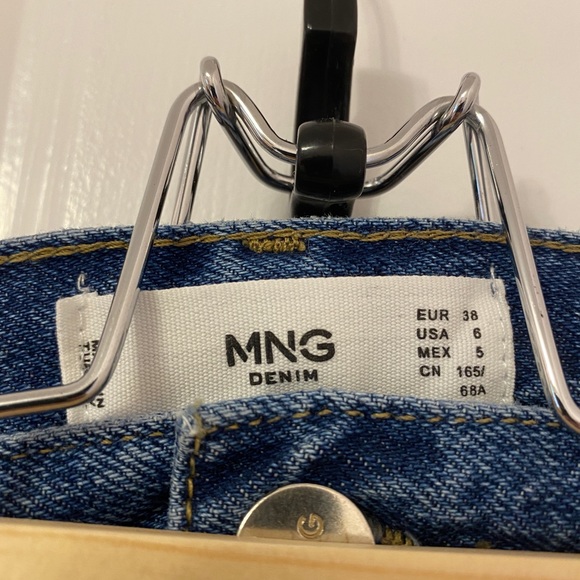 MNG
DENIM
EUR 38
USA 6
MEX 5
CN 165/
68A
G